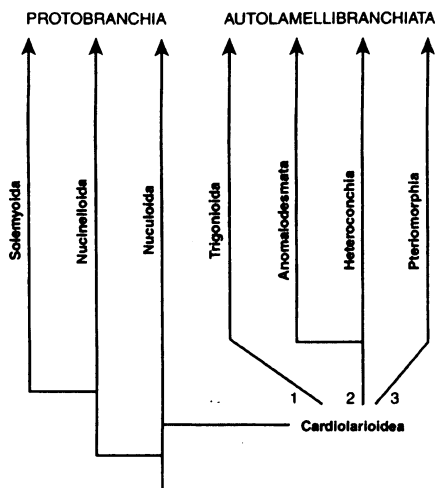 PROTOBRANCHIA
AUTOLAMELLIBRANCHIATA
Solemyoida
Nucinelloida
Nuculoida
Trigonioida
Anomalodesmata
Heteroconchia
Pteriomorphia
1
2
3
Cardiolarioidea